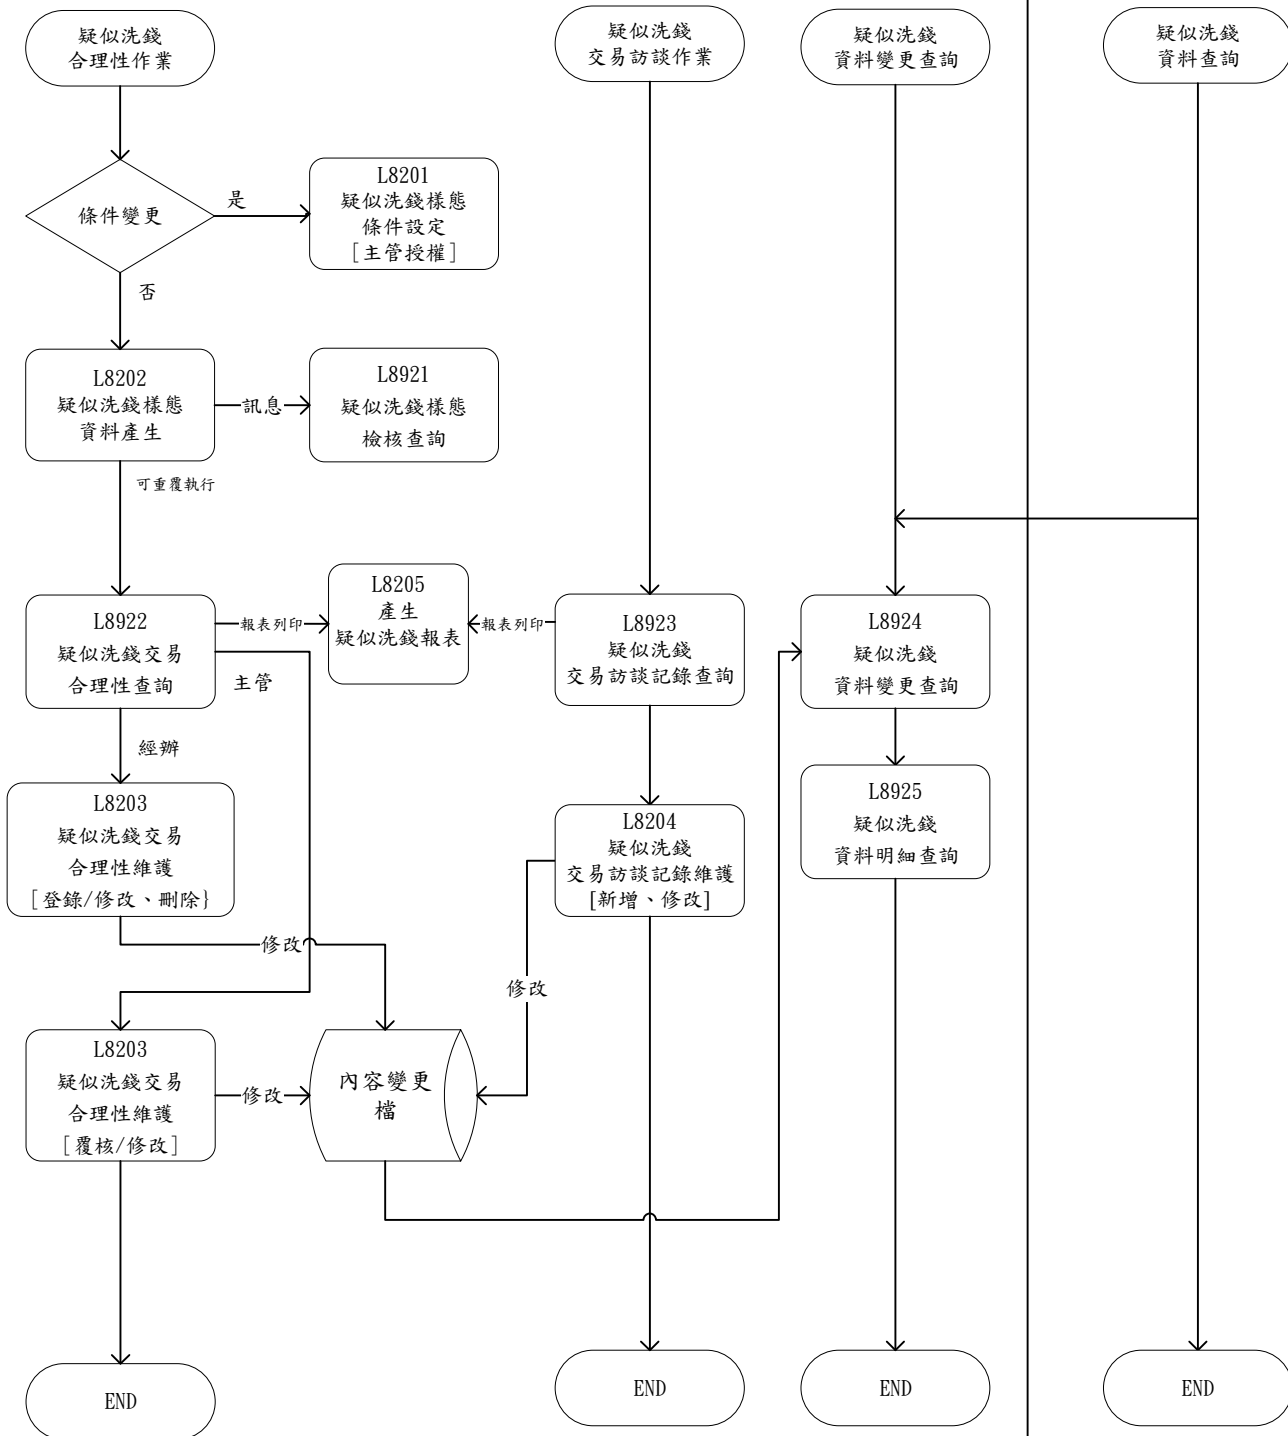 疑似洗錢
合理性作業
疑似洗錢
交易訪談作業
疑似洗錢
資料變更查詢
疑似洗錢
資料查詢
條件變更
是
L8201
疑似洗錢樣態
條件設定
[主管授權]
否
L8202
疑似洗錢樣態
資料產生
訊息
L8921
疑似洗錢樣態
檢核查詢
可重覆執行
L8922
疑似洗錢交易
合理性查詢
報表列印
L8205
產生
疑似洗錢報表
報表列印
L8923
疑似洗錢
交易訪談記錄查詢
L8924
疑似洗錢
資料變更查詢
主管
經辦
L8203
疑似洗錢交易
合理性維護
[登錄/修改、刪除}
L8204
疑似洗錢
交易訪談記錄維護
[新增、修改]
L8925
疑似洗錢
資料明細查詢
修改
修改
L8203
疑似洗錢交易
合理性維護
[覆核/修改]
修改
內容變更
檔
END
END
END
END